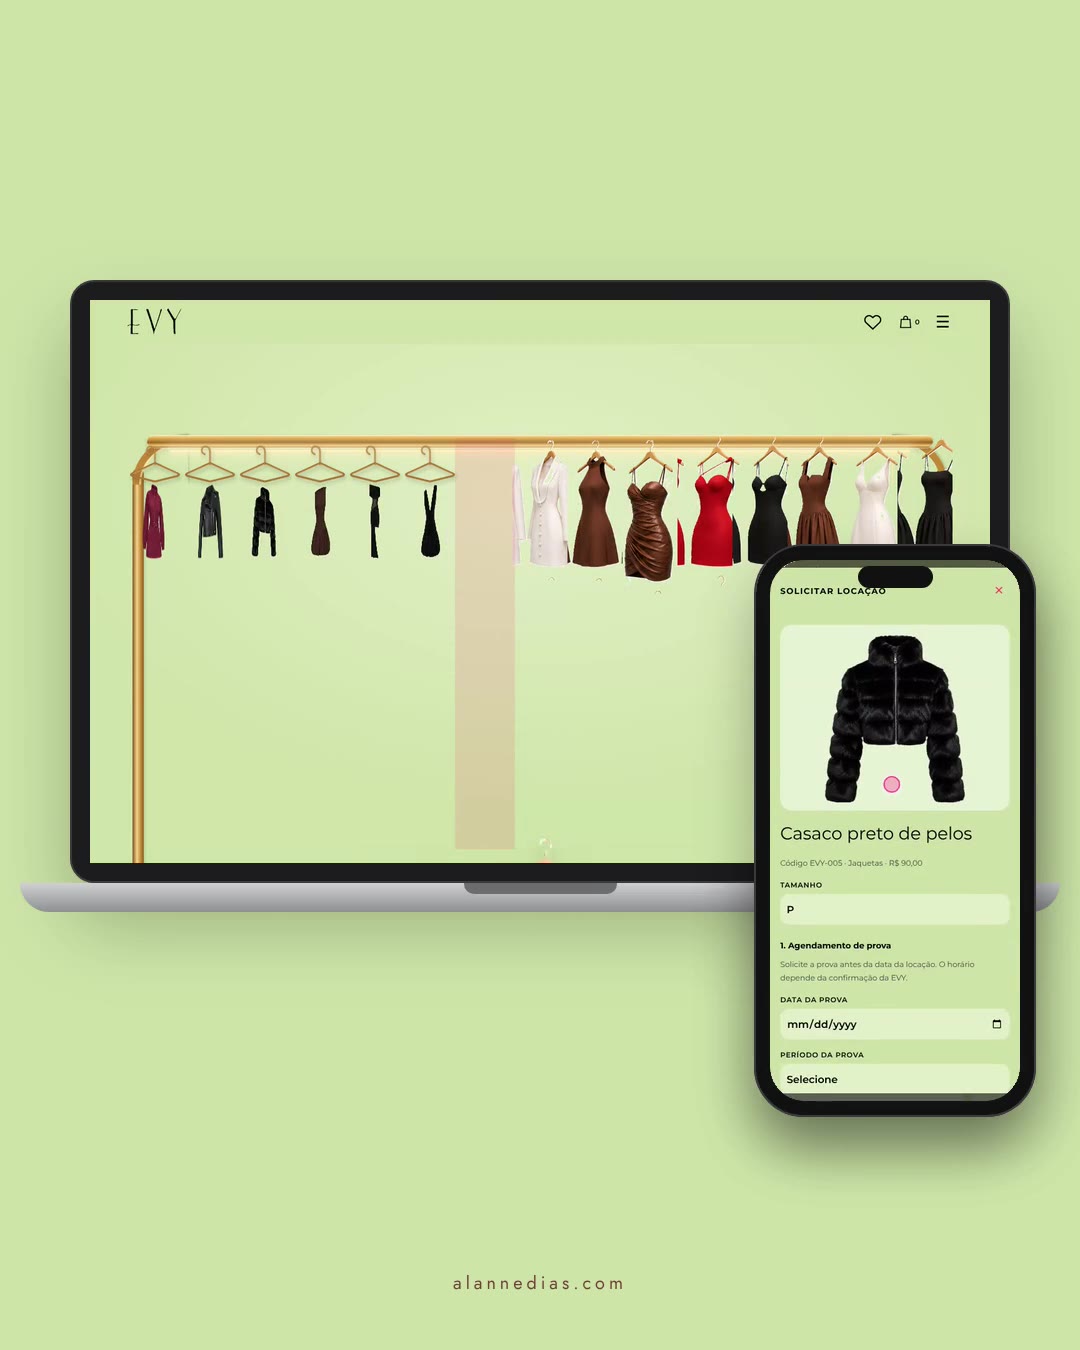 EVY
0
SOLICITAR LOCAÇÃO
×
Casaco preto de pelos
Código EVY-005 · Jaquetas · R$ 90,00
TAMANHO
P
1. Agendamento de prova
Solicite a prova antes da data da locação. O horário
depende da confirmação da EVY.
DATA DA PROVA
mm/dd/yyyy
PERÍODO DA PROVA
Selecione
alannedias.com